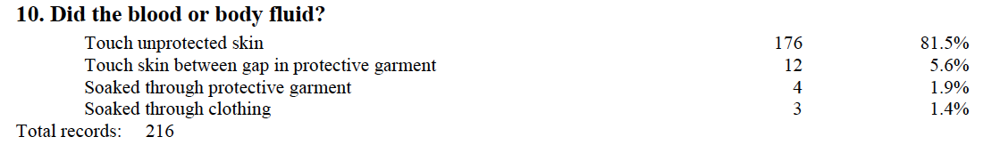 10. Did the blood or body fluid?
Touch unprotected skin 176 81.5%
Touch skin between gap in protective garment 12 5.6%
Soaked through protective garment 4 1.9%
Soaked through clothing 3 1.4%
Total records: 216